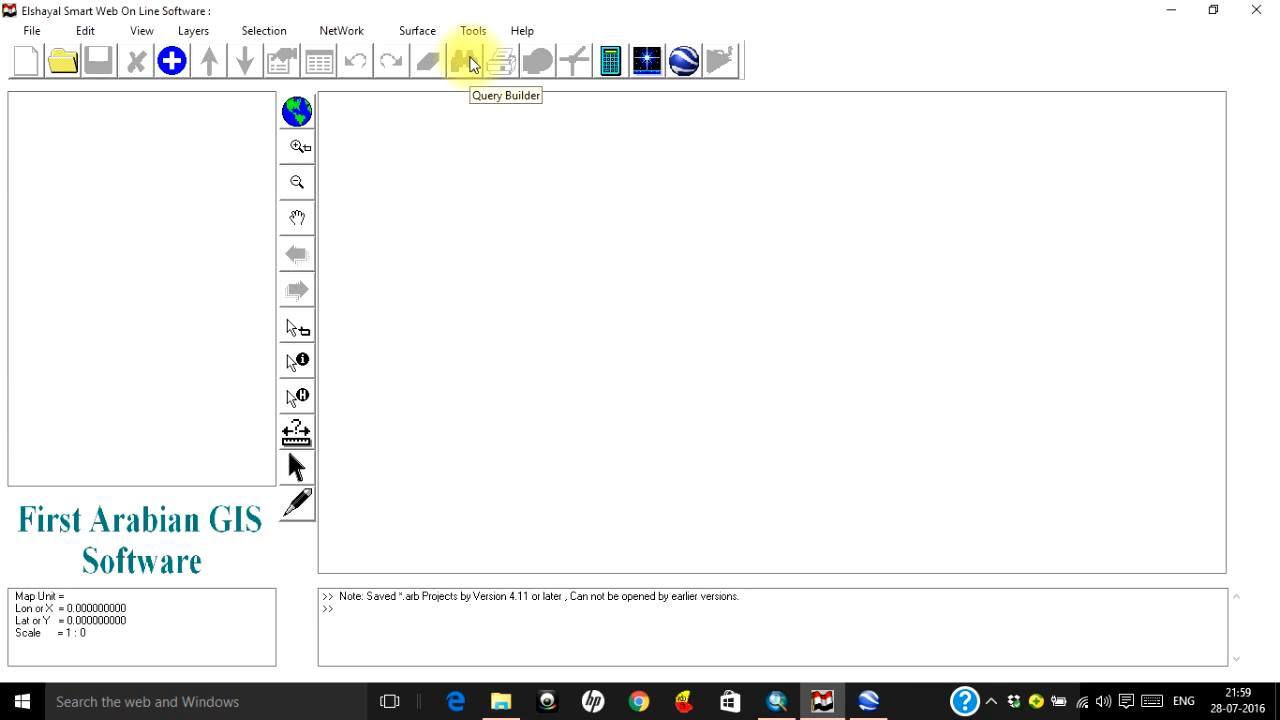 Elshayal Smart Web On Line Software :
File Edit View Layers Selection NetWork Surface Tools Help
Query Builder
First Arabian GIS
Software
Map Unit =
Lon or X = 0.000000000
Lat or Y = 0.000000000
Scale = 1 : 0
>> Note: Saved *.arb Projects by Version 4.11 or later , Can not be opened by earlier versions.
>>
Search the web and Windows
ENG
21:59
28-07-2016